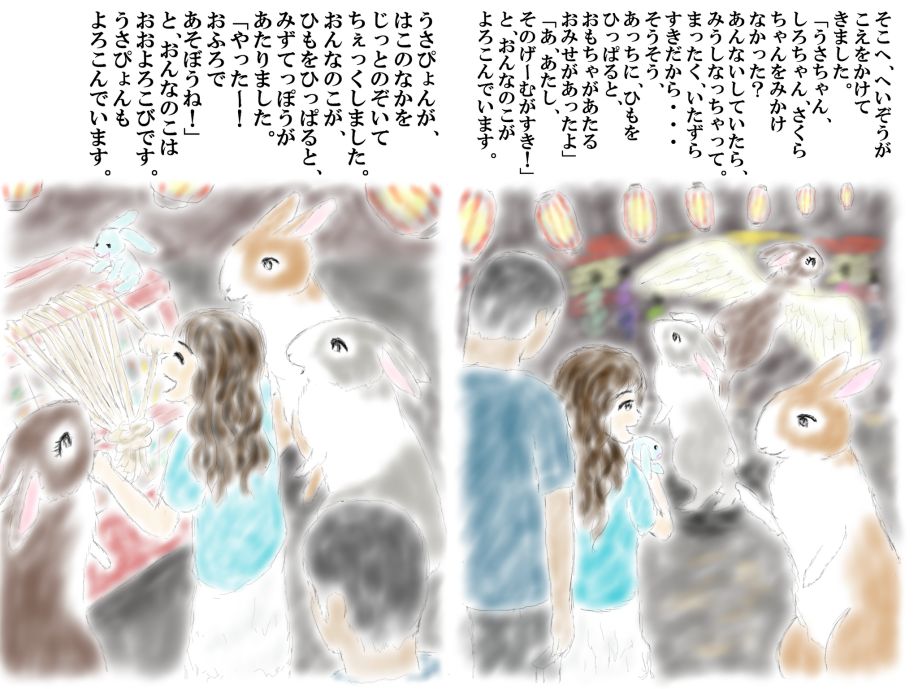 そこへ、へいぞうが
こえをかけて
きました。
「うさちゃん、
しろちゃん、さくら
ちゃんをみかけ
なかった？
あんないしていたら、
みうしなっちゃって。
まったく、いたずら
すきだから・・・
そうそう、
あっちに、ひもを
ひっぱると、
おもちゃがあたる
おみせがあったよ」
「あ、あたし、
そのげーむがすき！」
と、おんなのこが
よろこんでいます。
うさぴょんが、
はこのなかを
じっとのぞいて
ちぇっくしました。
おんなのこが、
ひもをひっぱると、
みずてっぽうが
あたりました。
「やった〜！
おふろで
あそぼうね！」
と、おんなのこは
おおよろこびです。
うさぴょんも
よろこんでいます。